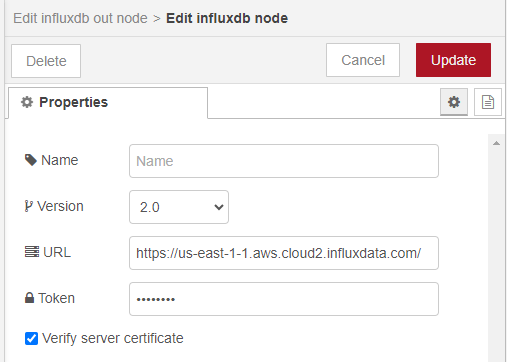 Edit influxdb out node > Edit influxdb node
Delete
Cancel
Update
Properties
Name
Name
Version
2.0
URL
https://us-east-1-1.aws.cloud2.influxdata.com/
Token
••••••••
Verify server certificate